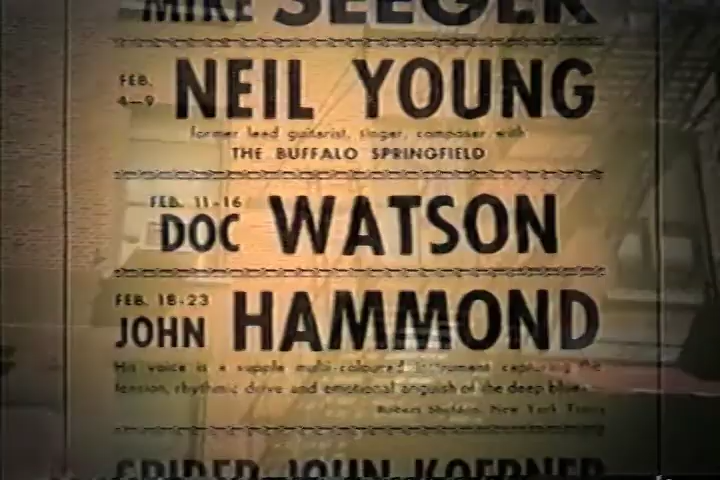 MIKE SEEGER
FEB.
4–9
NEIL YOUNG
former lead guitarist, singer, composer with
THE BUFFALO SPRINGFIELD
FEB. 11-16
DOC WATSON
FEB. 18-23
JOHN HAMMOND
His voice is a supple multi-coloured instrument capturing the
tension, rhythmic drive and emotional anguish of the deep blues
Robert Shelton, New York Times
SPIDER JOHN KOERNER